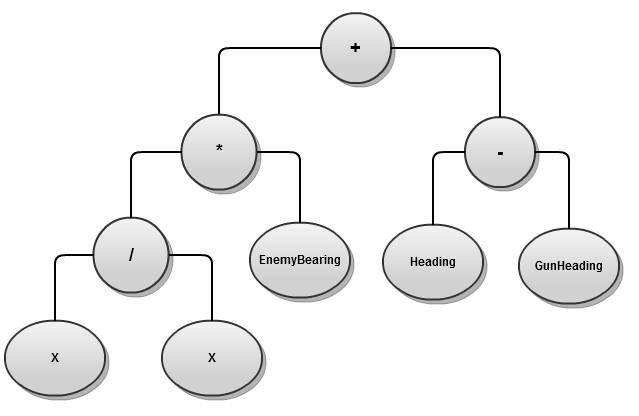 +
*
-
/
EnemyBearing
Heading
GunHeading
X
X